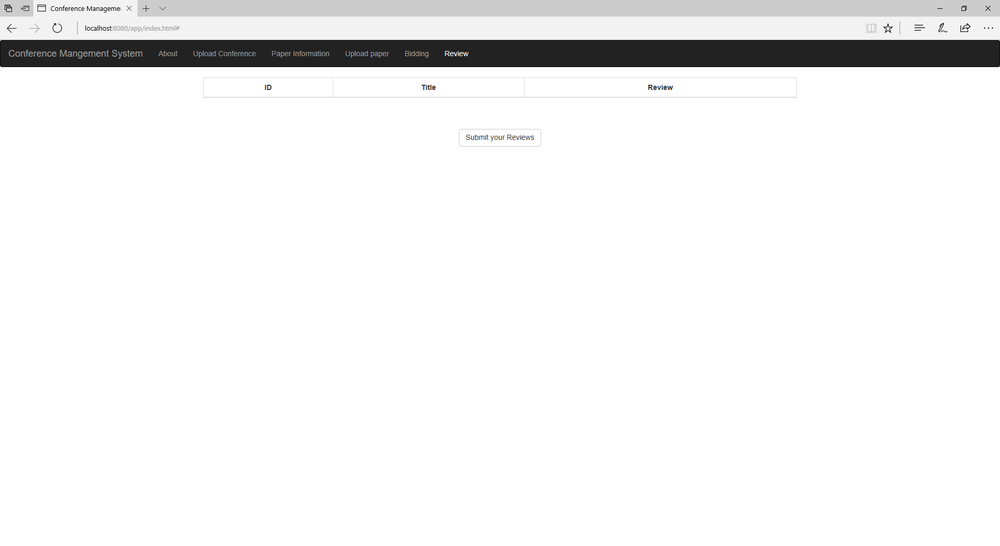 Conference Manageme
localhost:8080/app/index.html#
Conference Mangement System About Upload Conference Paper Information Upload paper Bidding Review
ID Title Review
Submit your Reviews